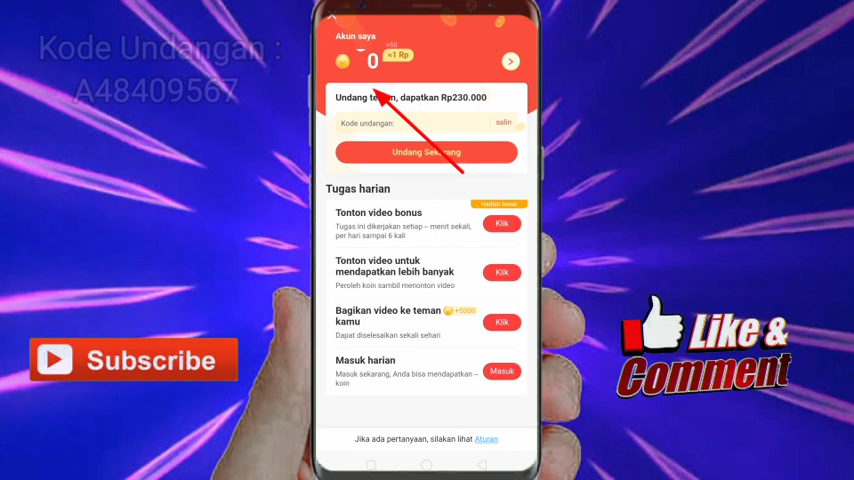 Kode Undangan :
A48409567
Akun saya
+50
0
≈1 Rp
Undang teman, dapatkan Rp230.000
Kode undangan:
salin
Undang Sekarang
Tugas harian
Hadiah besar
Tonton video bonus
Tugas ini dikerjakan setiap -- menit sekali,
per hari sampai 6 kali
Klik
Tonton video untuk
mendapatkan lebih banyak
Peroleh koin sambil menonton video
Klik
Bagikan video ke teman +5000
kamu
Dapat diselesaikan sekali sehari
Klik
Masuk harian
Masuk sekarang, Anda bisa mendapatkan --
koin
Masuk
Jika ada pertanyaan, silakan lihat Aturan
Subscribe
Like &
Comment